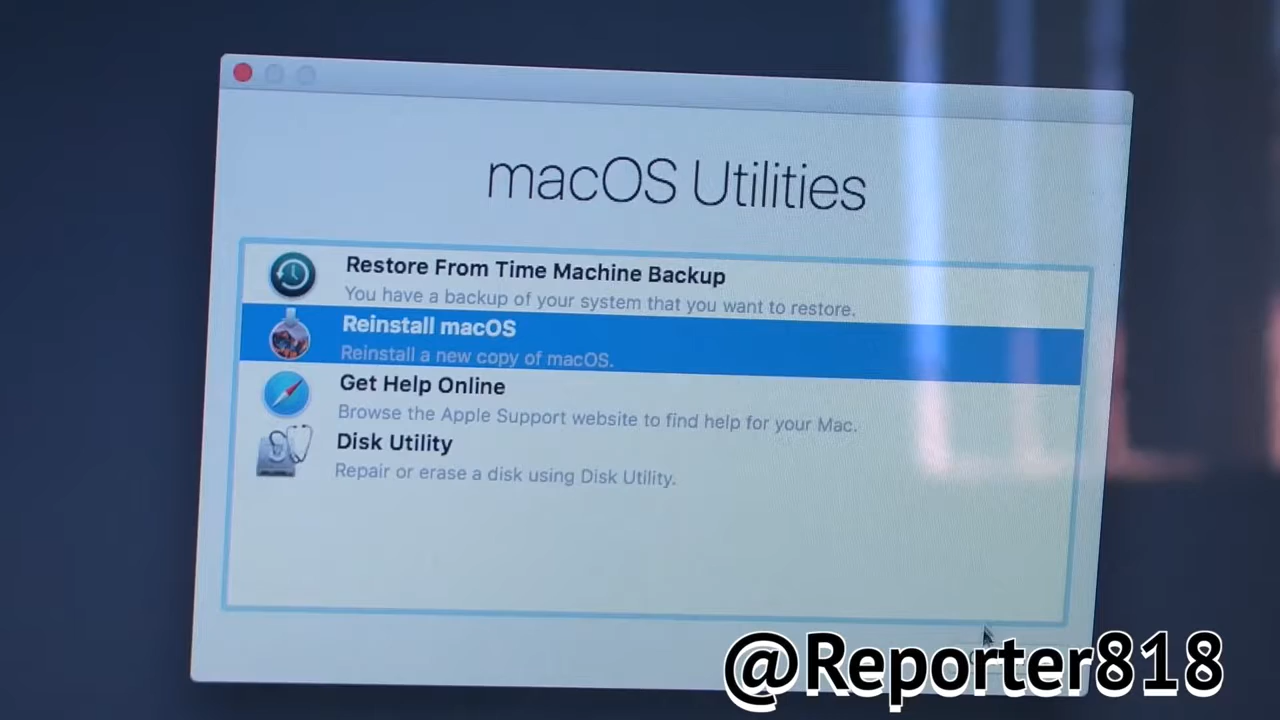 macOS Utilities
Restore From Time Machine Backup
You have a backup of your system that you want to restore.
Reinstall macOS
Reinstall a new copy of macOS.
Get Help Online
Browse the Apple Support website to find help for your Mac.
Disk Utility
Repair or erase a disk using Disk Utility.
@Reporter818